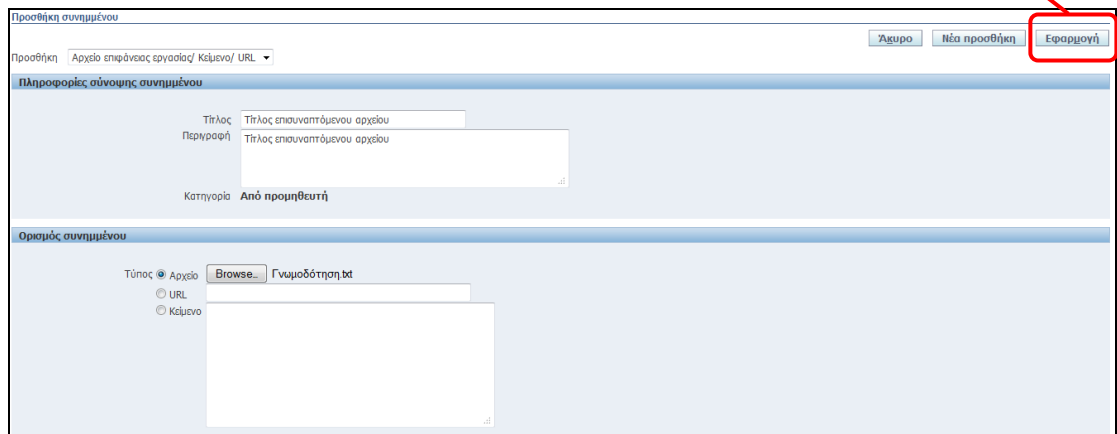 Προσθήκη συνημμένου
Άκυρο Νέα προσθήκη Εφαρμογή
Προσθήκη Αρχείο επιφάνειας εργασίας/ Κείμενο/ URL
Πληροφορίες σύνοψης συνημμένου
Τίτλος Τίτλος επισυναπτόμενου αρχείου
Περιγραφή Τίτλος επισυναπτόμενου αρχείου
Κατηγορία Από προμηθευτή
Ορισμός συνημμένου
Τύπος Αρχείο Browse... Γνωμοδότηση.txt
URL
Κείμενο